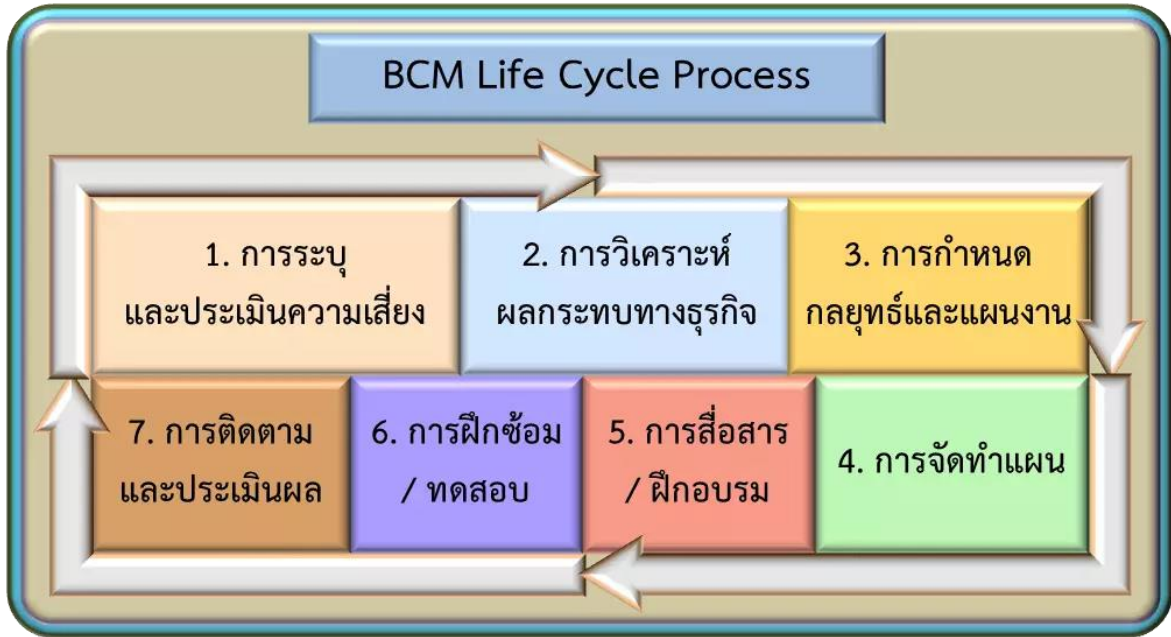 BCM Life Cycle Process
1. การระบุ
และประเมินความเสี่ยง
2. การวิเคราะห์
ผลกระทบทางธุรกิจ
3. การกำหนด
กลยุทธ์และแผนงาน
4. การจัดทำแผน
5. การสื่อสาร
/ ฝึกอบรม
6. การฝึกซ้อม
/ ทดสอบ
7. การติดตาม
และประเมินผล